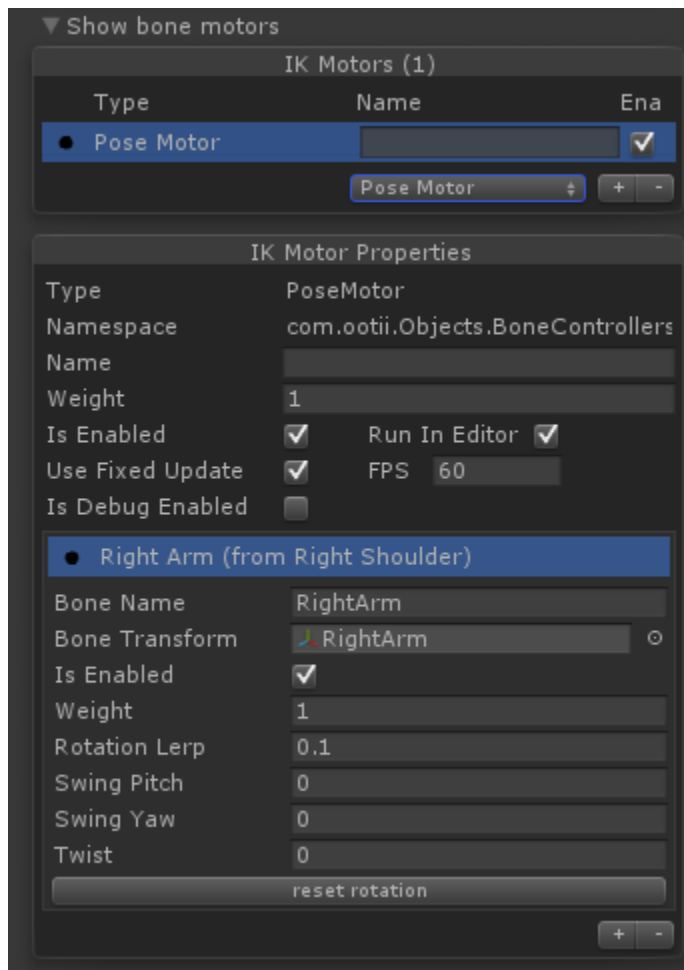 Show bone motors
IK Motors (1)
Type Name Ena
Pose Motor
Pose Motor + -
IK Motor Properties
Type PoseMotor
Namespace com.ootii.Objects.BoneControllers
Name
Weight 1
Is Enabled Run In Editor
Use Fixed Update FPS 60
Is Debug Enabled
Right Arm (from Right Shoulder)
Bone Name RightArm
Bone Transform RightArm
Is Enabled
Weight 1
Rotation Lerp 0.1
Swing Pitch 0
Swing Yaw 0
Twist 0
reset rotation
+ -